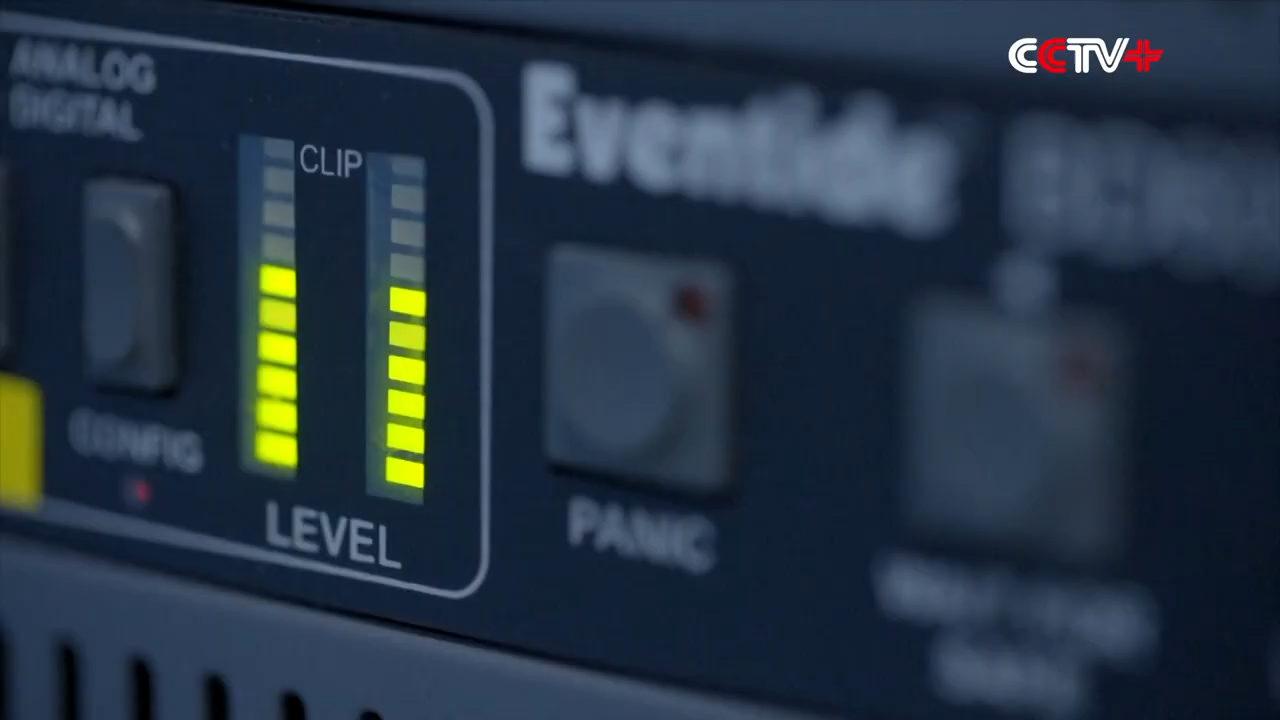 CCTV+
ANALOG
DIGITAL
CLIP
Eventide
CONFIG
LEVEL
PANIC